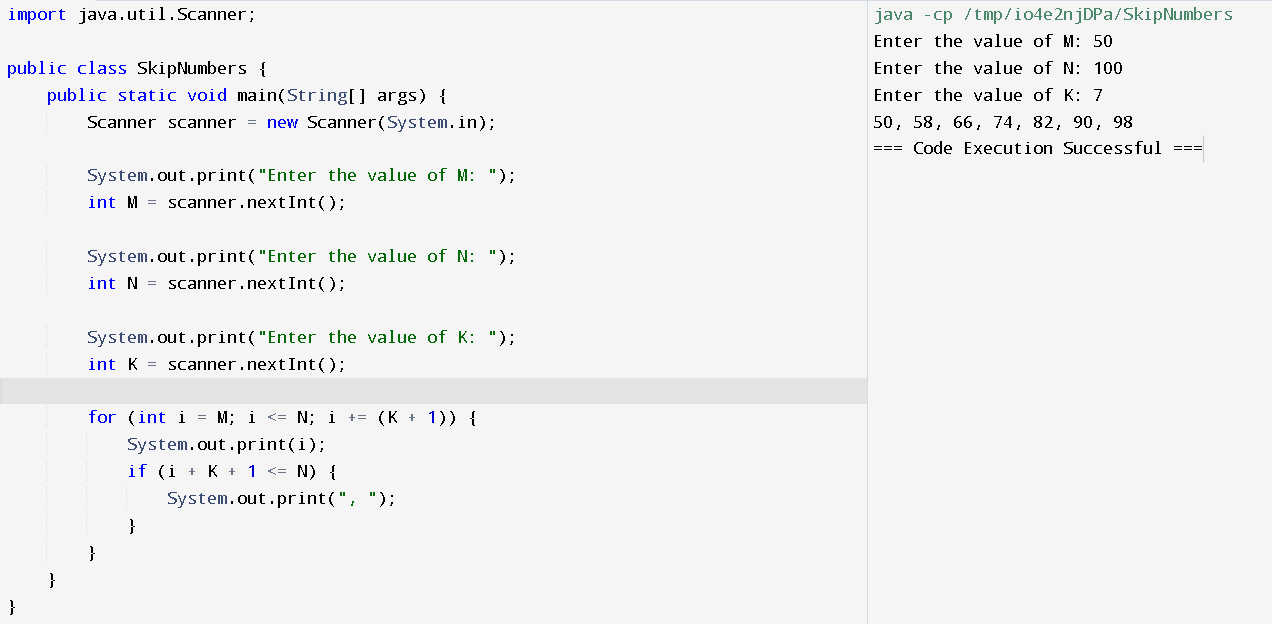 import java.util.Scanner;
public class SkipNumbers {
    public static void main(String[] args) {
        Scanner scanner = new Scanner(System.in);
        System.out.print("Enter the value of M: ");
        int M = scanner.nextInt();
        System.out.print("Enter the value of N: ");
        int N = scanner.nextInt();
        System.out.print("Enter the value of K: ");
        int K = scanner.nextInt();
        for (int i = M; i <= N; i += (K + 1)) {
            System.out.print(i);
            if (i + K + 1 <= N) {
                System.out.print(", ");
            }
        }
    }
}
java -cp /tmp/io4e2njDPa/SkipNumbers
Enter the value of M: 50
Enter the value of N: 100
Enter the value of K: 7
50, 58, 66, 74, 82, 90, 98
=== Code Execution Successful ===